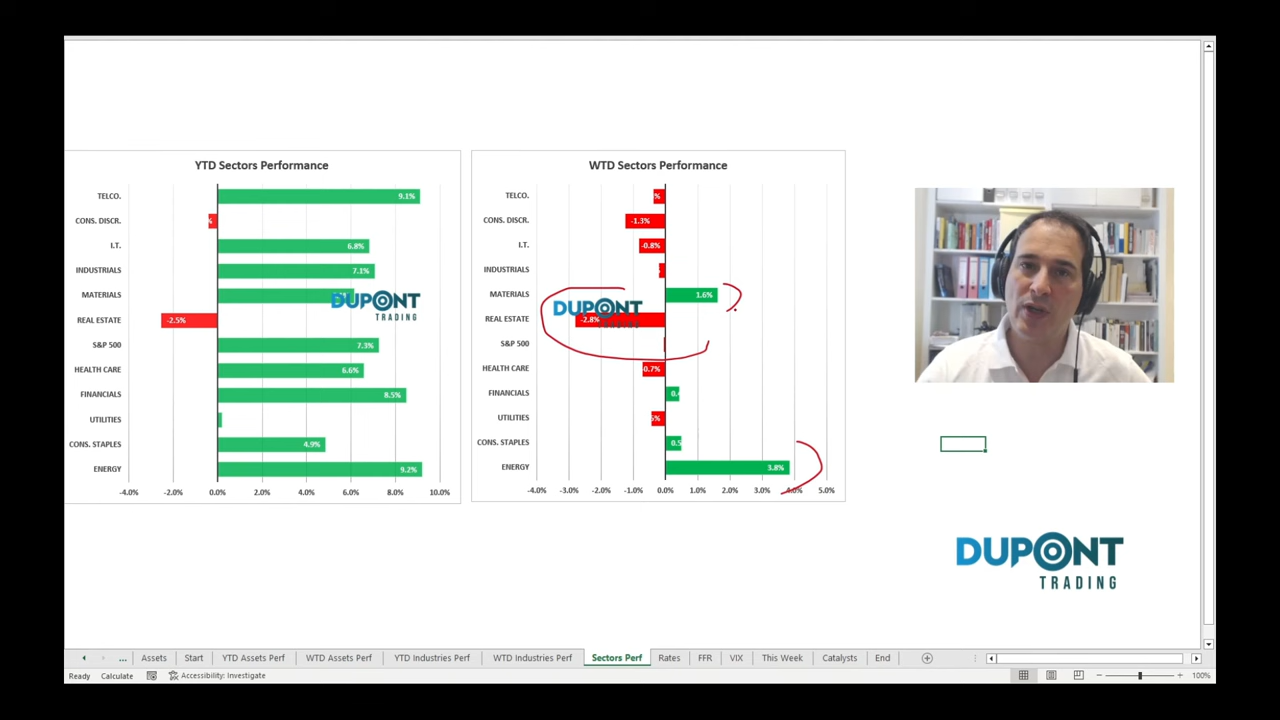 YTD Sectors Performance
TELCO. 9.1%
CONS. DISCR. %
I.T. 6.8%
INDUSTRIALS 7.1%
MATERIALS
REAL ESTATE -2.5%
S&P 500 7.3%
HEALTH CARE 6.6%
FINANCIALS 8.5%
UTILITIES
CONS. STAPLES 4.9%
ENERGY 9.2%
-4.0% -2.0% 0.0% 2.0% 4.0% 6.0% 8.0% 10.0%
DUPONT
TRADING
WTD Sectors Performance
TELCO. %
CONS. DISCR. -1.3%
I.T. -0.8%
INDUSTRIALS
MATERIALS 1.6%
REAL ESTATE -2.8%
S&P 500
HEALTH CARE 0.7%
FINANCIALS 0.
UTILITIES %
CONS. STAPLES 0.5
ENERGY 3.8%
-4.0% -3.0% -2.0% -1.0% 0.0% 1.0% 2.0% 3.0% 4.0% 5.0%
DUPONT
TRADING
DUPONT
TRADING
... Assets Start YTD Assets Perf WTD Assets Perf YTD Industries Perf WTD Industries Perf Sectors Perf Rates FFR VIX This Week Catalysts End
Ready Calculate Accessibility: Investigate 100%